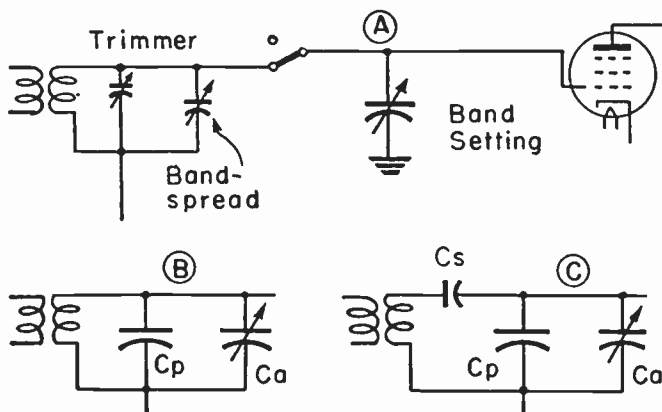 Trimmer
A
Band
Setting
Band-
spread
B
Cs
C
Cp
Ca
Cp
Ca